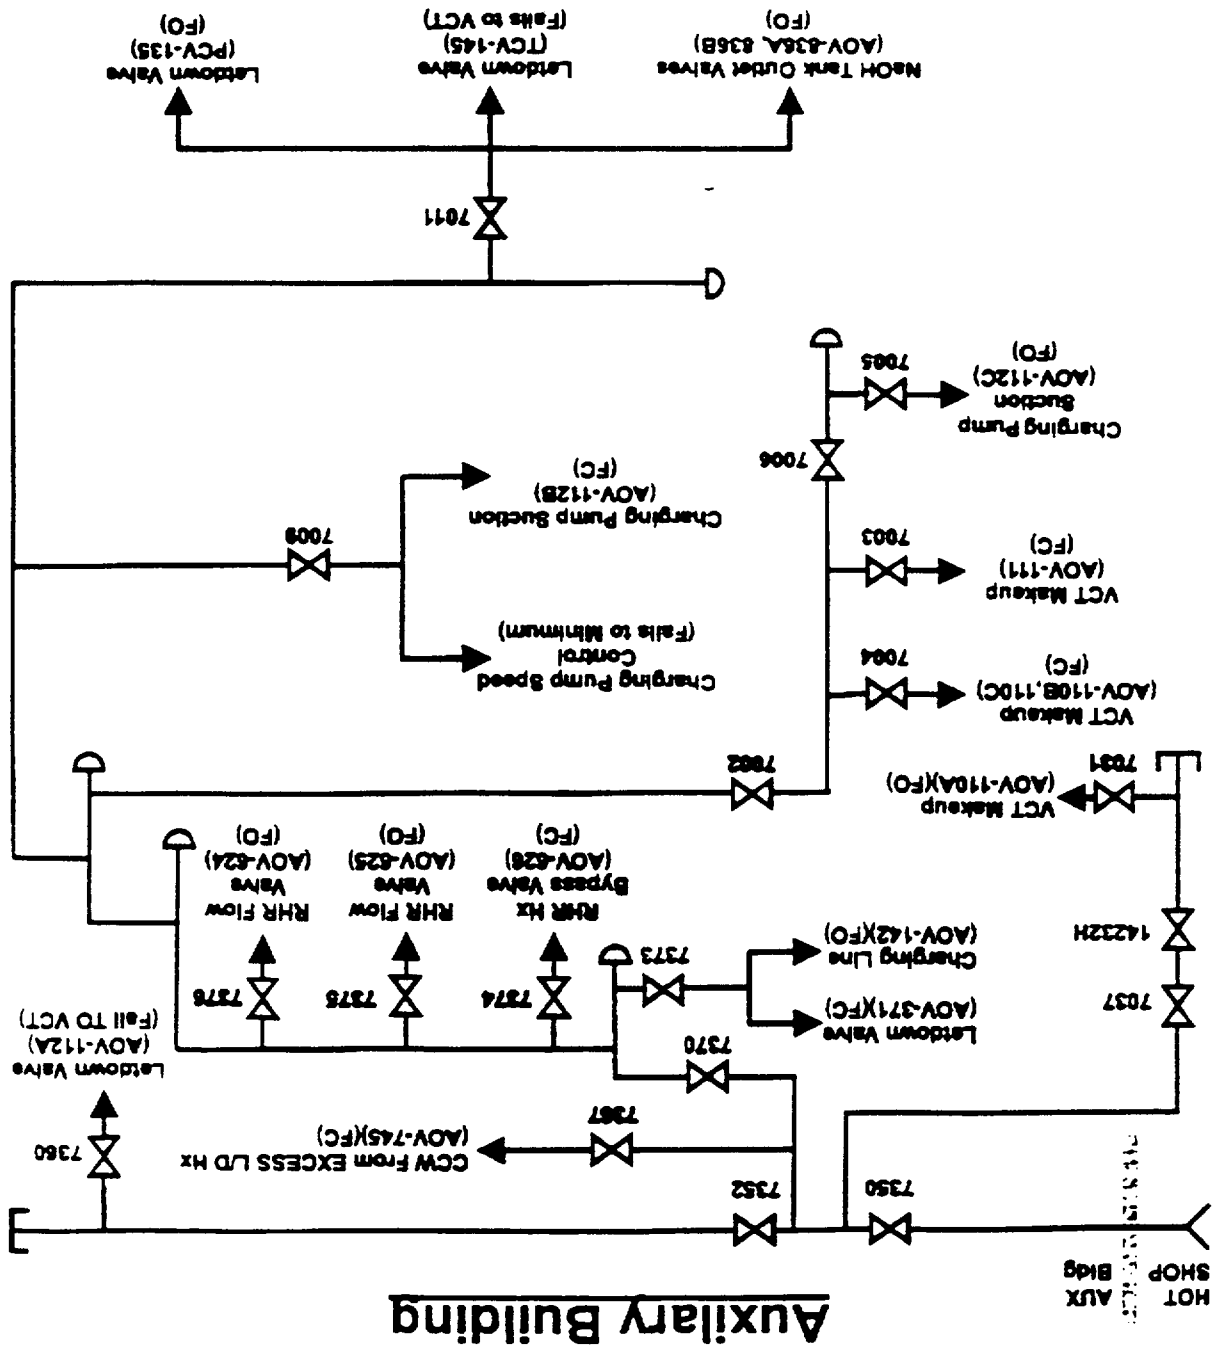 Auxilary Building
HOT
SHOP
AUX
Bldg
7350
7352
7360
CCW From EXCESS L/D Hx
(AOV-745)(FC)
7367
Letdown Valve
(AOV-112A)
(Fail TO VCT)
7370
7037
Letdown Valve
(AOV-371)(FC)
7373
Charging Line
(AOV-142)(FO)
7374
7375
7376
14232H
RHR Hx
Bypass Valve
(AOV-626)
(FC)
RHR Flow
Valve
(AOV-625)
(FO)
RHR Flow
Valve
(AOV-624)
(FO)
7031
VCT Makeup
(AOV-110A)(FO)
7002
VCT Makeup
(AOV-110B,110C)
(FC)
7004
Charging Pump Speed
Control
(Fails to Minimum)
VCT Makeup
(AOV-111)
(FC)
7003
7009
Charging Pump Suction
(AOV-112B)
(FC)
7006
Charging Pump
Suction
(AOV-112C)
(FO)
7005
7011
NaOH Tank Outlet Valves
(AOV-836A, 836B)
(FO)
Letdown Valve
(TCV-145)
(Fails to VCT)
Letdown Valve
(PCV-135)
(FO)